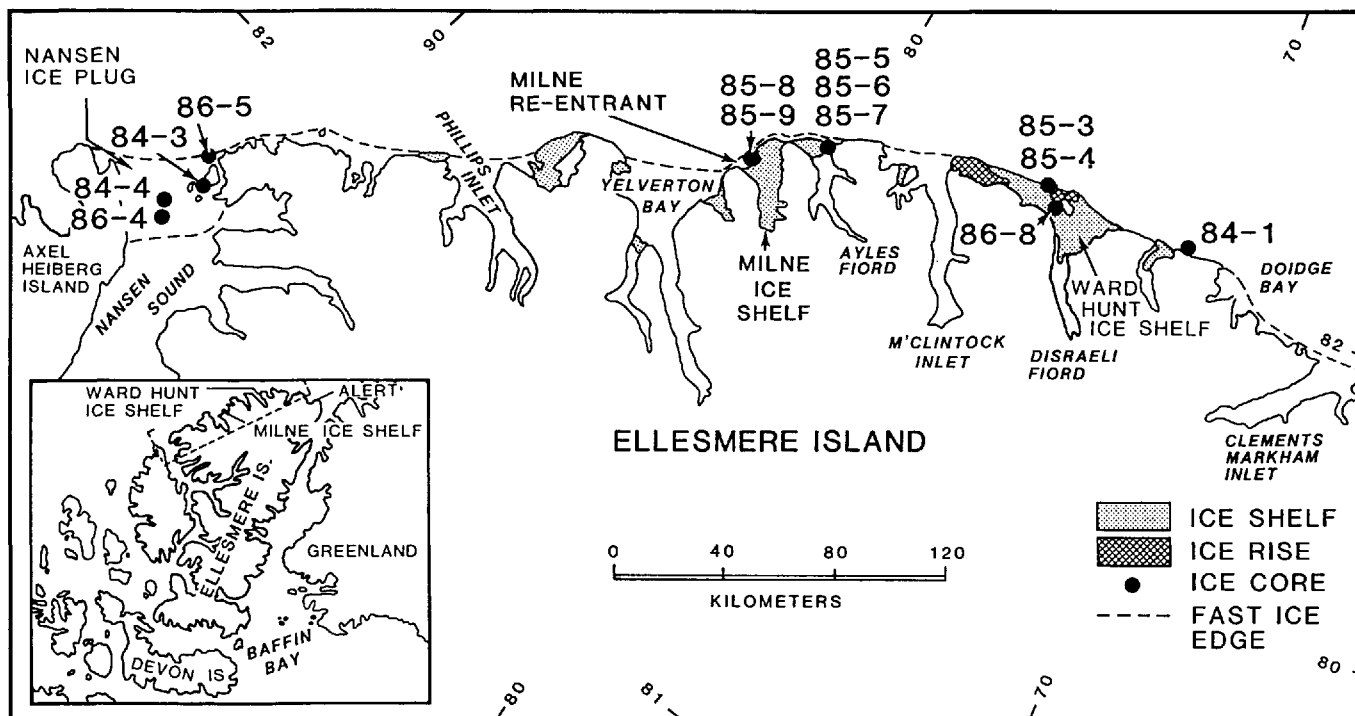 82
90
80
70
NANSEN
ICE PLUG
86-5
84-3
84-4
86-4
AXEL
HEIBERG
ISLAND
NANSEN SOUND
PHILLIPS INLET
MILNE
RE-ENTRANT
85-8
85-9
85-5
85-6
85-7
YELVERTON
BAY
MILNE
ICE
SHELF
AYLES
FIORD
85-3
85-4
86-8
M'CLINTOCK
INLET
DISRAELI
FIORD
WARD
HUNT
ICE SHELF
84-1
DOIDGE
BAY
82
CLEMENTS
MARKHAM
INLET
ELLESMERE ISLAND
0 40 80 120
KILOMETERS
ICE SHELF
ICE RISE
ICE CORE
FAST ICE
EDGE
80
81
70
80
WARD HUNT
ICE SHELF
ALERT
MILNE ICE SHELF
ELLESMERE IS.
GREENLAND
BAFFIN
BAY
DEVON IS.